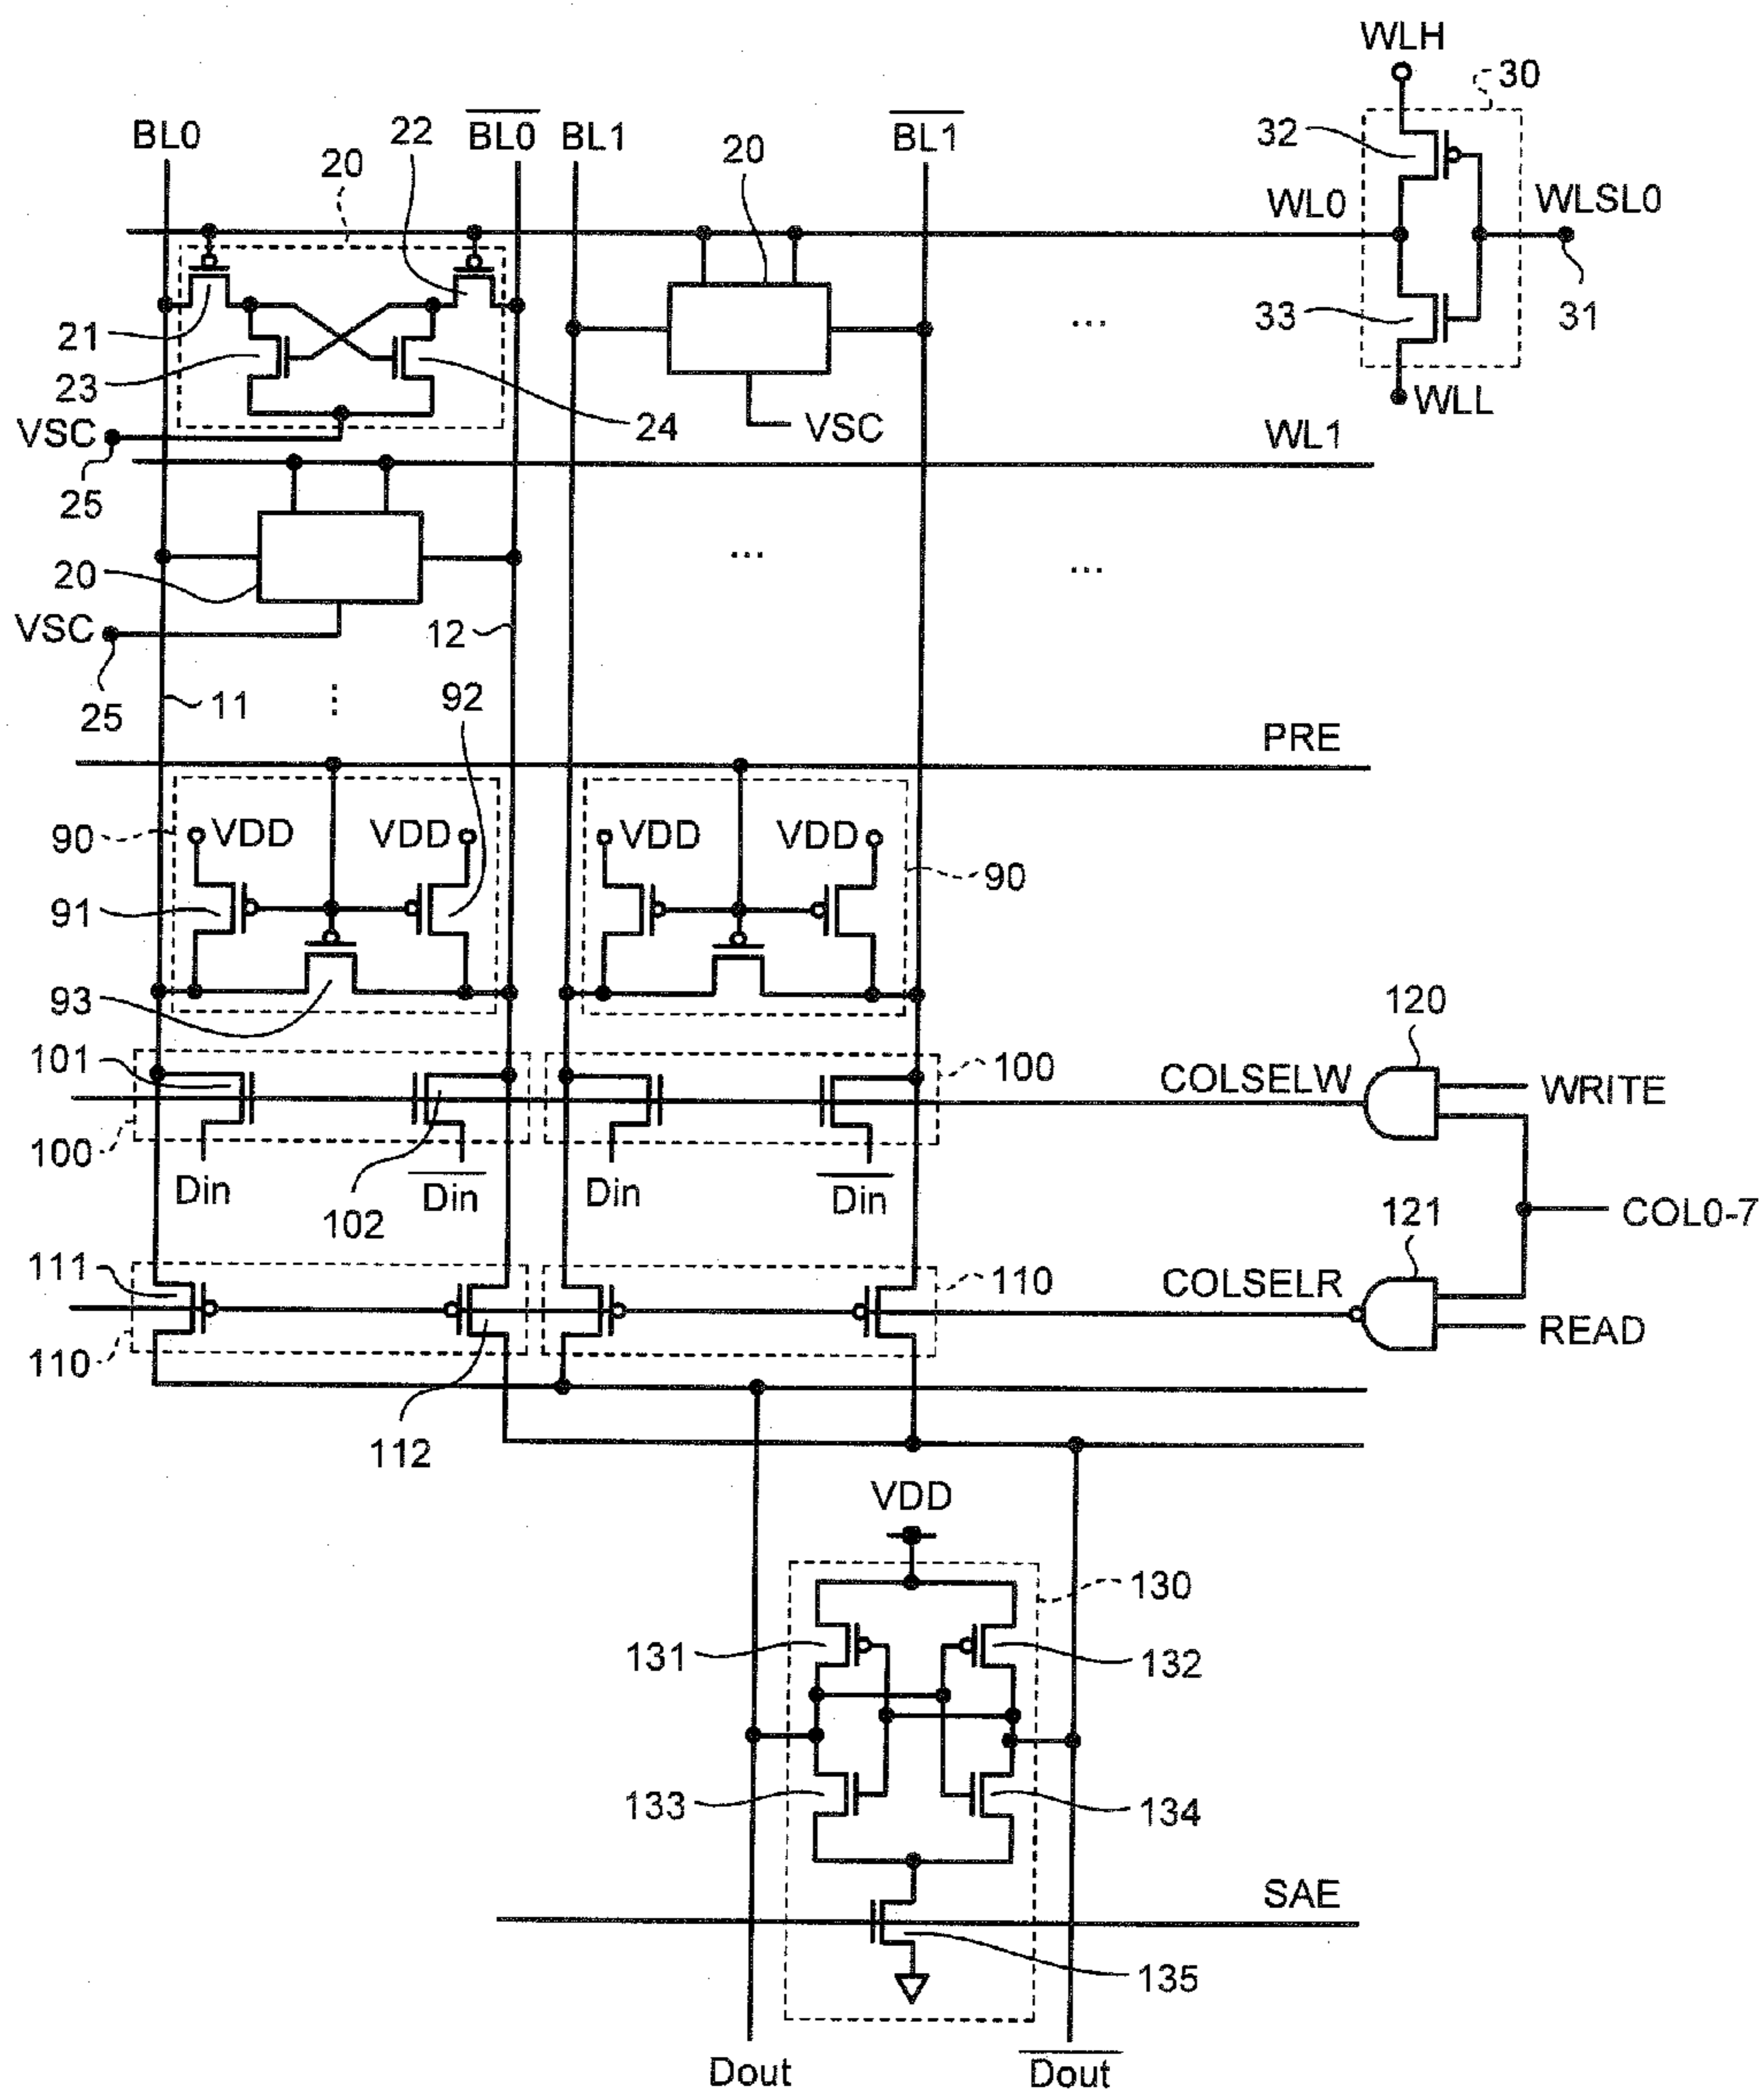 WLH
30
BL0
BL0
BL1
BL1
22
20
20
32
WL0
WLSL0
21
23
24
33
31
WLL
VSC
VSC
25
WL1
20
VSC
12
25
11
92
PRE
90
VDD
VDD
VDD
VDD
90
91
93
120
101
100
COLSELW
WRITE
100
Din
Din
Din
Din
102
COL0-7
121
111
110
COLSELR
READ
110
112
VDD
130
131
132
133
134
SAE
135
Dout
Dout